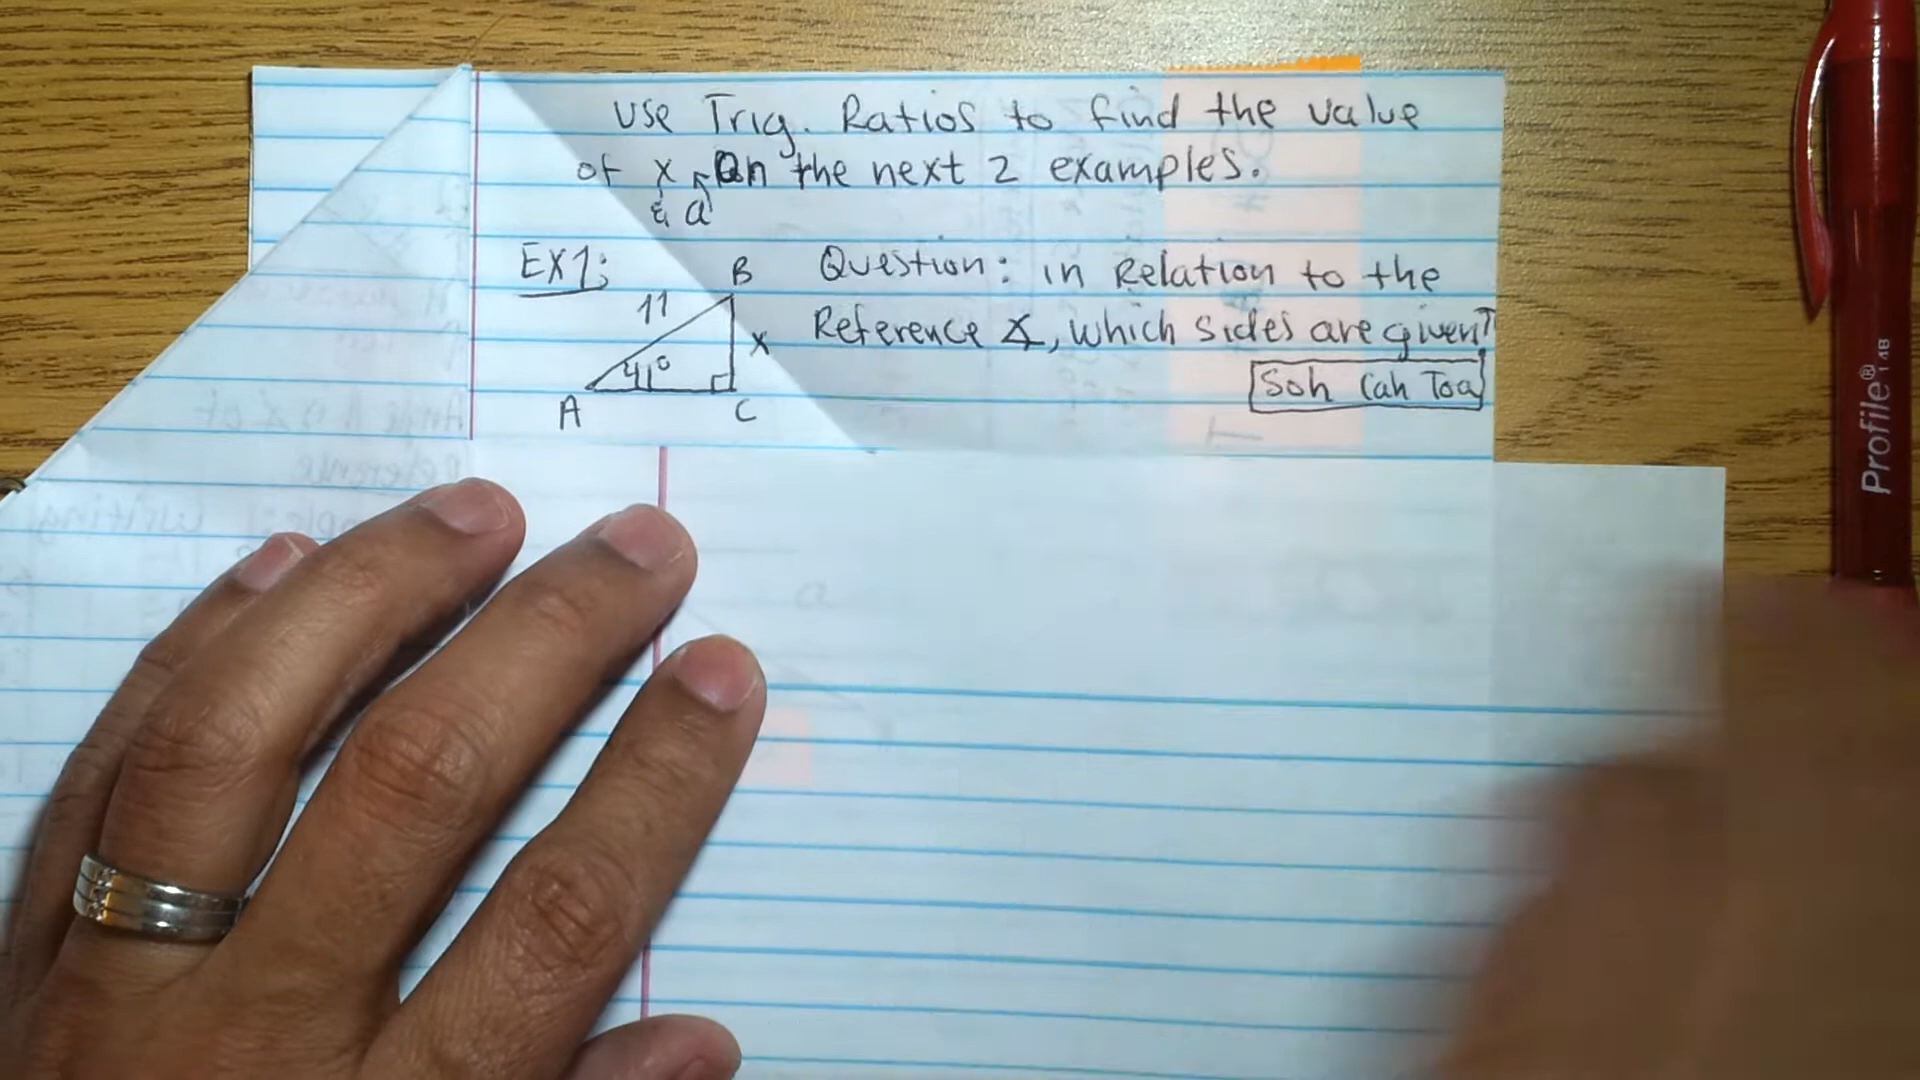 Use Trig. Ratios to find the value
of x & a on the next 2 examples.
EX1:
B
11
x
41°
A
C
Question: in Relation to the
Reference ∡, which sides are given?
Soh Cah Toa
Profile®